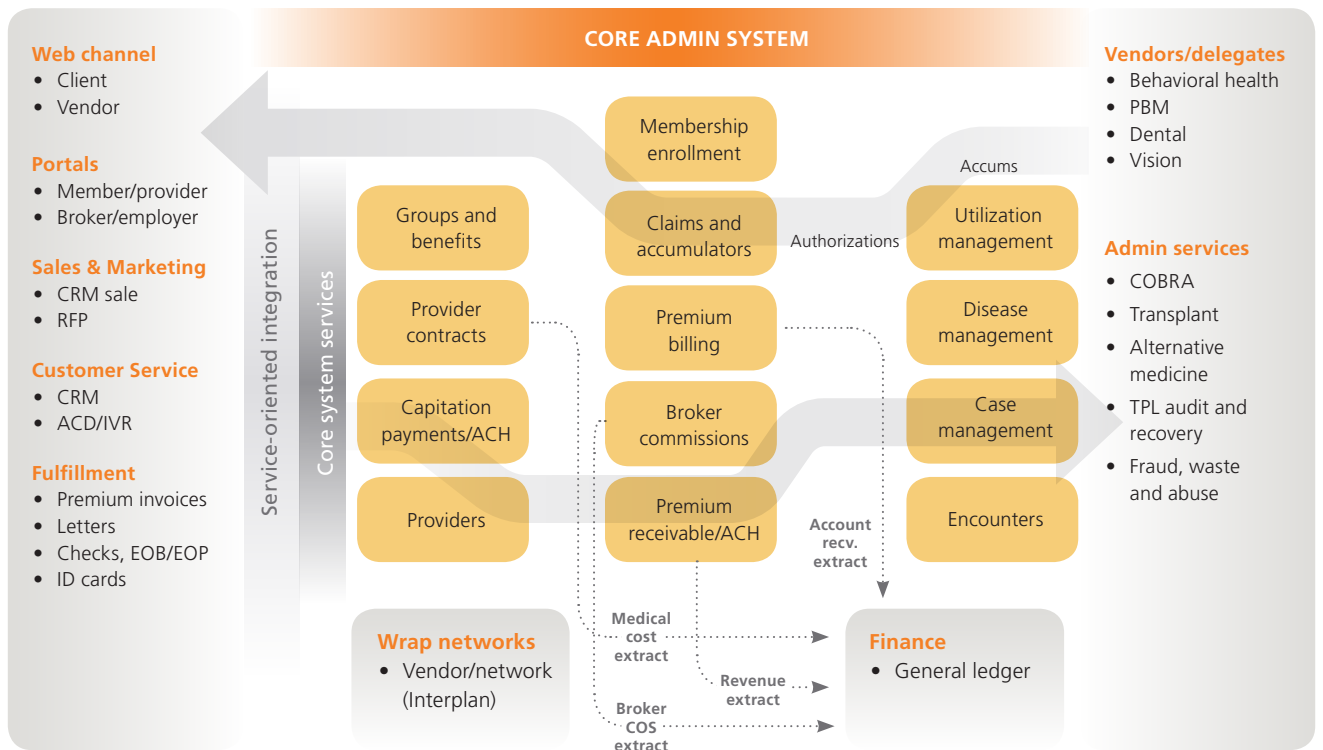 CORE ADMIN SYSTEM
Web channel
• Client
• Vendor
Portals
• Member/provider
• Broker/employer
Sales & Marketing
• CRM sale
• RFP
Customer Service
• CRM
• ACD/IVR
Fulfillment
• Premium invoices
• Letters
• Checks, EOB/EOP
• ID cards
Service-oriented integration
Core system services
Groups and
benefits
Provider
contracts
Capitation
payments/ACH
Providers
Membership
enrollment
Claims and
accumulators
Premium
billing
Broker
commissions
Premium
receivable/ACH
Accums
Authorizations
Utilization
management
Disease
management
Case
management
Encounters
Account
recv.
extract
Medical
cost
extract
Revenue
extract
Broker
COS
extract
Wrap networks
• Vendor/network
(Interplan)
Finance
• General ledger
Vendors/delegates
• Behavioral health
• PBM
• Dental
• Vision
Admin services
• COBRA
• Transplant
• Alternative
medicine
• TPL audit and
recovery
• Fraud, waste
and abuse